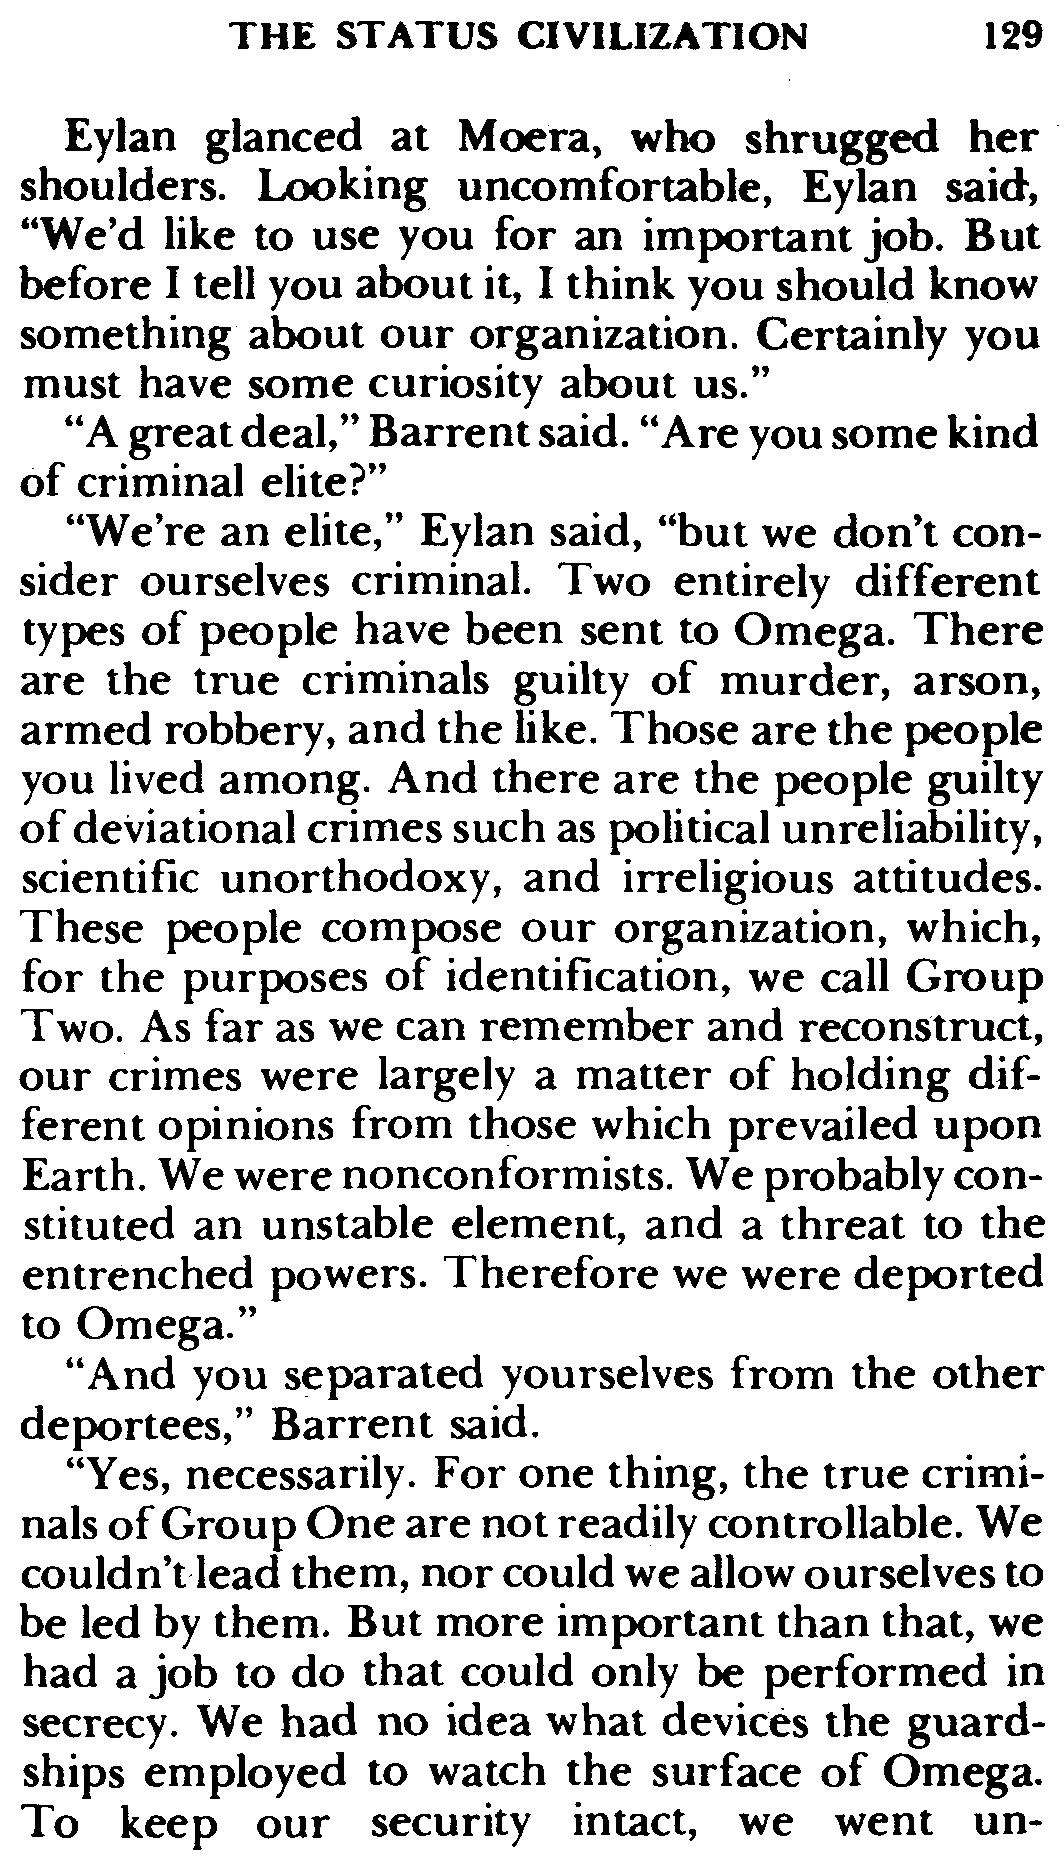 THE STATUS CIVILIZATION 129
Eylan glanced at Moera, who shrugged her
shoulders. Looking uncomfortable, Eylan said,
“We’d like to use you for an important job. But
before I tell you about it, I think you should know
something about our organization. Certainly you
must have some curiosity about us.”
“A great deal,” Barrent said. “Are you some kind
of criminal elite?”
“We’re an elite,” Eylan said, “but we don’t con-
sider ourselves criminal. Two entirely different
types of people have been sent to Omega. There
are the true criminals guilty of murder, arson,
armed robbery, and the like. Those are the people
you lived among. And there are the people guilty
of deviational crimes such as political unreliability,
scientific unorthodoxy, and irreligious attitudes.
These people compose our organization, which,
for the purposes of identification, we call Group
Two. As far as we can remember and reconstruct,
our crimes were largely a matter of holding dif-
ferent opinions from those which prevailed upon
Earth. We were nonconformists. We probably con-
stituted an unstable element, and a threat to the
entrenched powers. Therefore we were deported
to Omega.”
“And you separated yourselves from the other
deportees,” Barrent said.
“Yes, necessarily. For one thing, the true crimi-
nals of Group One are not readily controllable. We
couldn’t lead them, nor could we allow ourselves to
be led by them. But more important than that, we
had a job to do that could only be performed in
secrecy. We had no idea what devices the guard-
ships employed to watch the surface of Omega.
To keep our security intact, we went un-